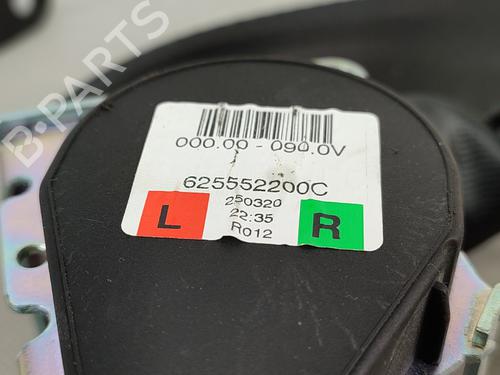 B-PARTS
000.00 - 090.0V
625552200C
250320
L 22:35 R
R012